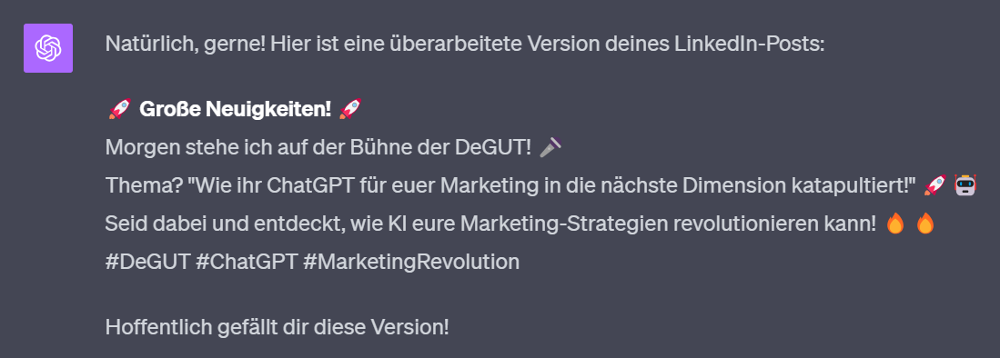 Natürlich, gerne! Hier ist eine überarbeitete Version deines LinkedIn-Posts:
🚀 Große Neuigkeiten! 🚀
Morgen stehe ich auf der Bühne der DeGUT! 🎤
Thema? "Wie ihr ChatGPT für euer Marketing in die nächste Dimension katapultiert!" 🚀 🤖
Seid dabei und entdeckt, wie KI eure Marketing-Strategien revolutionieren kann! 🔥 🔥
#DeGUT #ChatGPT #MarketingRevolution
Hoffentlich gefällt dir diese Version!